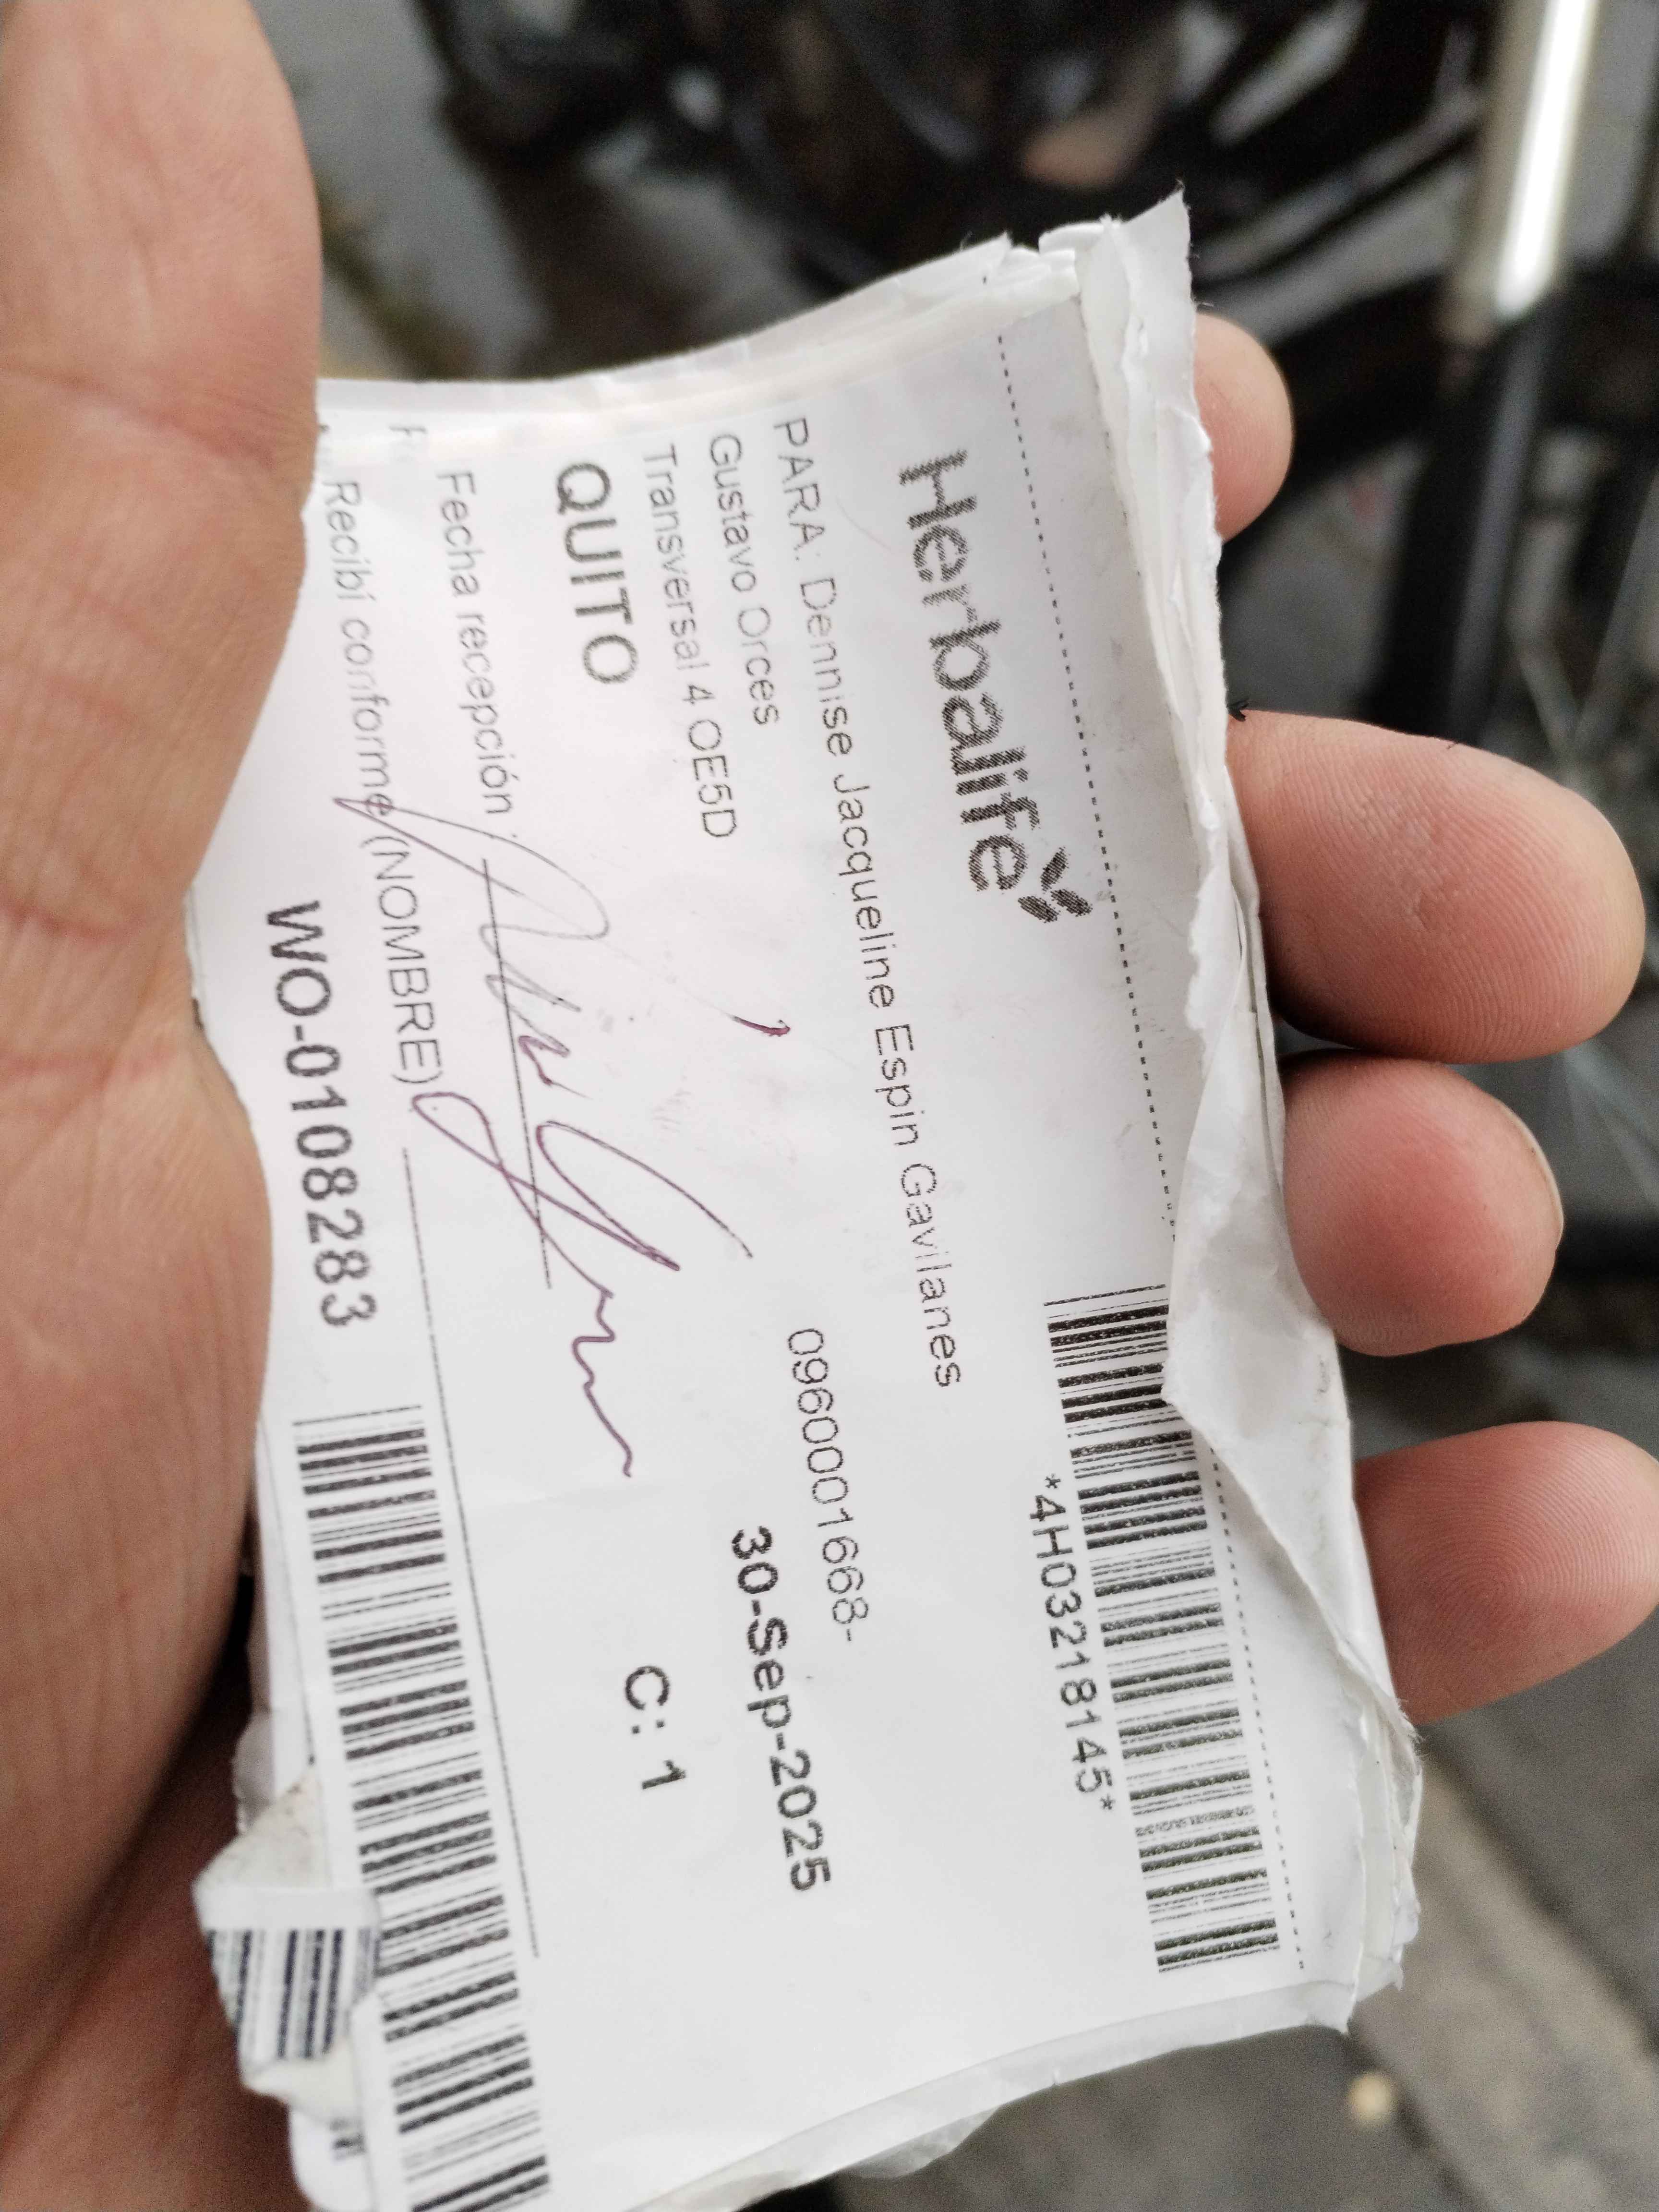 Herbalife
*4H03218145*
PARA: Dennise Jacqueline Espin Gavilanes
Gustavo Orces
0960001668-
Transversal 4 OE5D
30-Sep-2025
QUITO
C: 1
Fecha recepción
Recibí conforme (NOMBRE)
WO-0108283